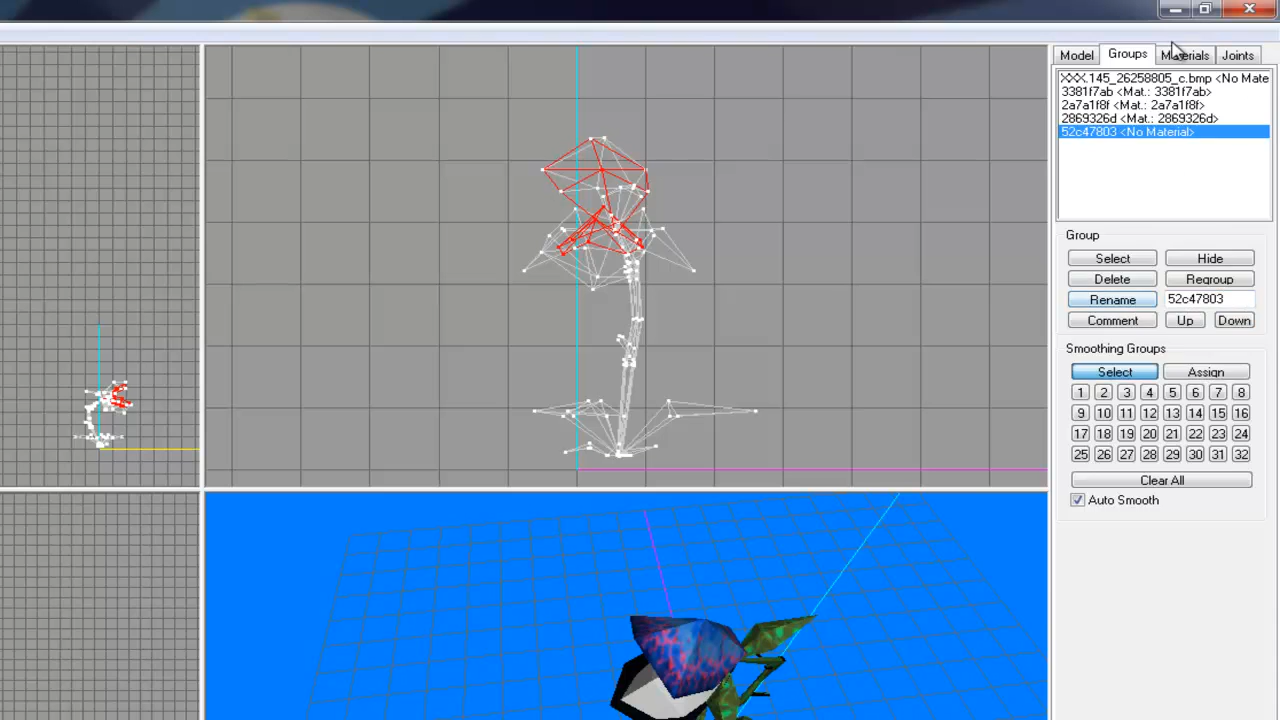 Model Groups Materials Joints
XXX.145_26258805_c.bmp <No Mate
3381f7ab <Mat.: 3381f7ab>
2a7a1f8f <Mat.: 2a7a1f8f>
2869326d <Mat.: 2869326d>
52c47803 <No Material>
Group
Select Hide
Delete Regroup
Rename 52c47803
Comment Up Down
Smoothing Groups
Select Assign
1 2 3 4 5 6 7 8
9 10 11 12 13 14 15 16
17 18 19 20 21 22 23 24
25 26 27 28 29 30 31 32
Clear All
Auto Smooth